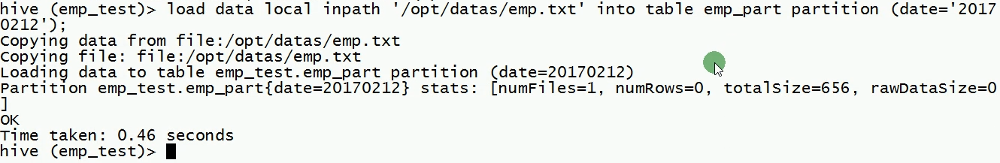 hive (emp_test)> load data local inpath '/opt/datas/emp.txt' into table emp_part partition (date='2017
0212');
Copying data from file:/opt/datas/emp.txt
Copying file: file:/opt/datas/emp.txt
Loading data to table emp_test.emp_part partition (date=20170212)
Partition emp_test.emp_part{date=20170212} stats: [numFiles=1, numRows=0, totalSize=656, rawDataSize=0
]
OK
Time taken: 0.46 seconds
hive (emp_test)>